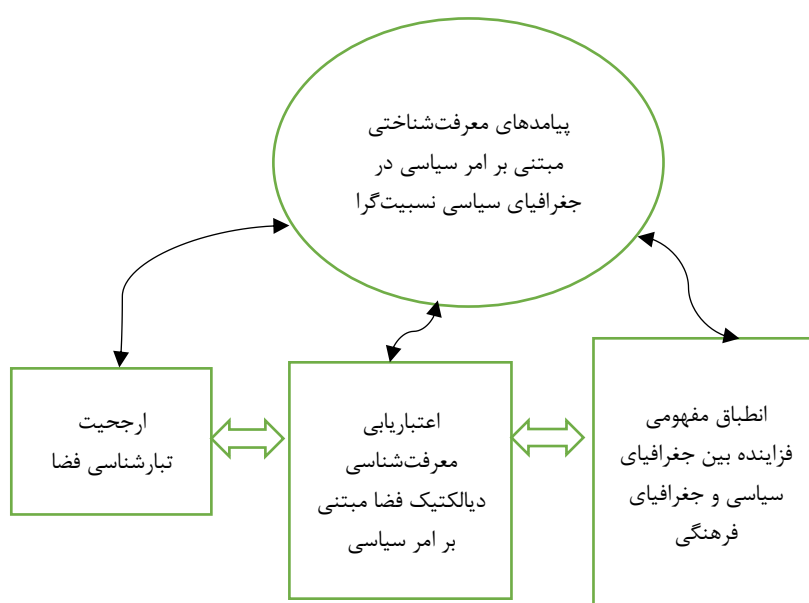 پیامدهای معرفت‌شناختی
مبتنی بر امر سیاسی در
جغرافیای سیاسی نسبیت‌گرا
انطباق مفهومی
فزاینده بین جغرافیای
سیاسی و جغرافیای
فرهنگی
اعتباریابی
معرفت‌شناسی
دیالکتیک فضا مبتنی
بر امر سیاسی
ارجحیت
تبارشناسی فضا